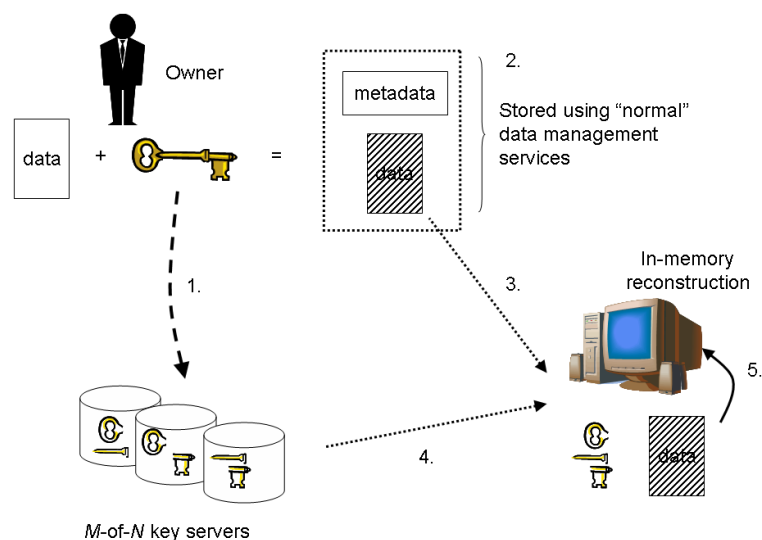 Owner
data
+
=
metadata
data
2.
Stored using “normal”
data management
services
1.
3.
In-memory
reconstruction
5.
4.
data
M-of-N key servers